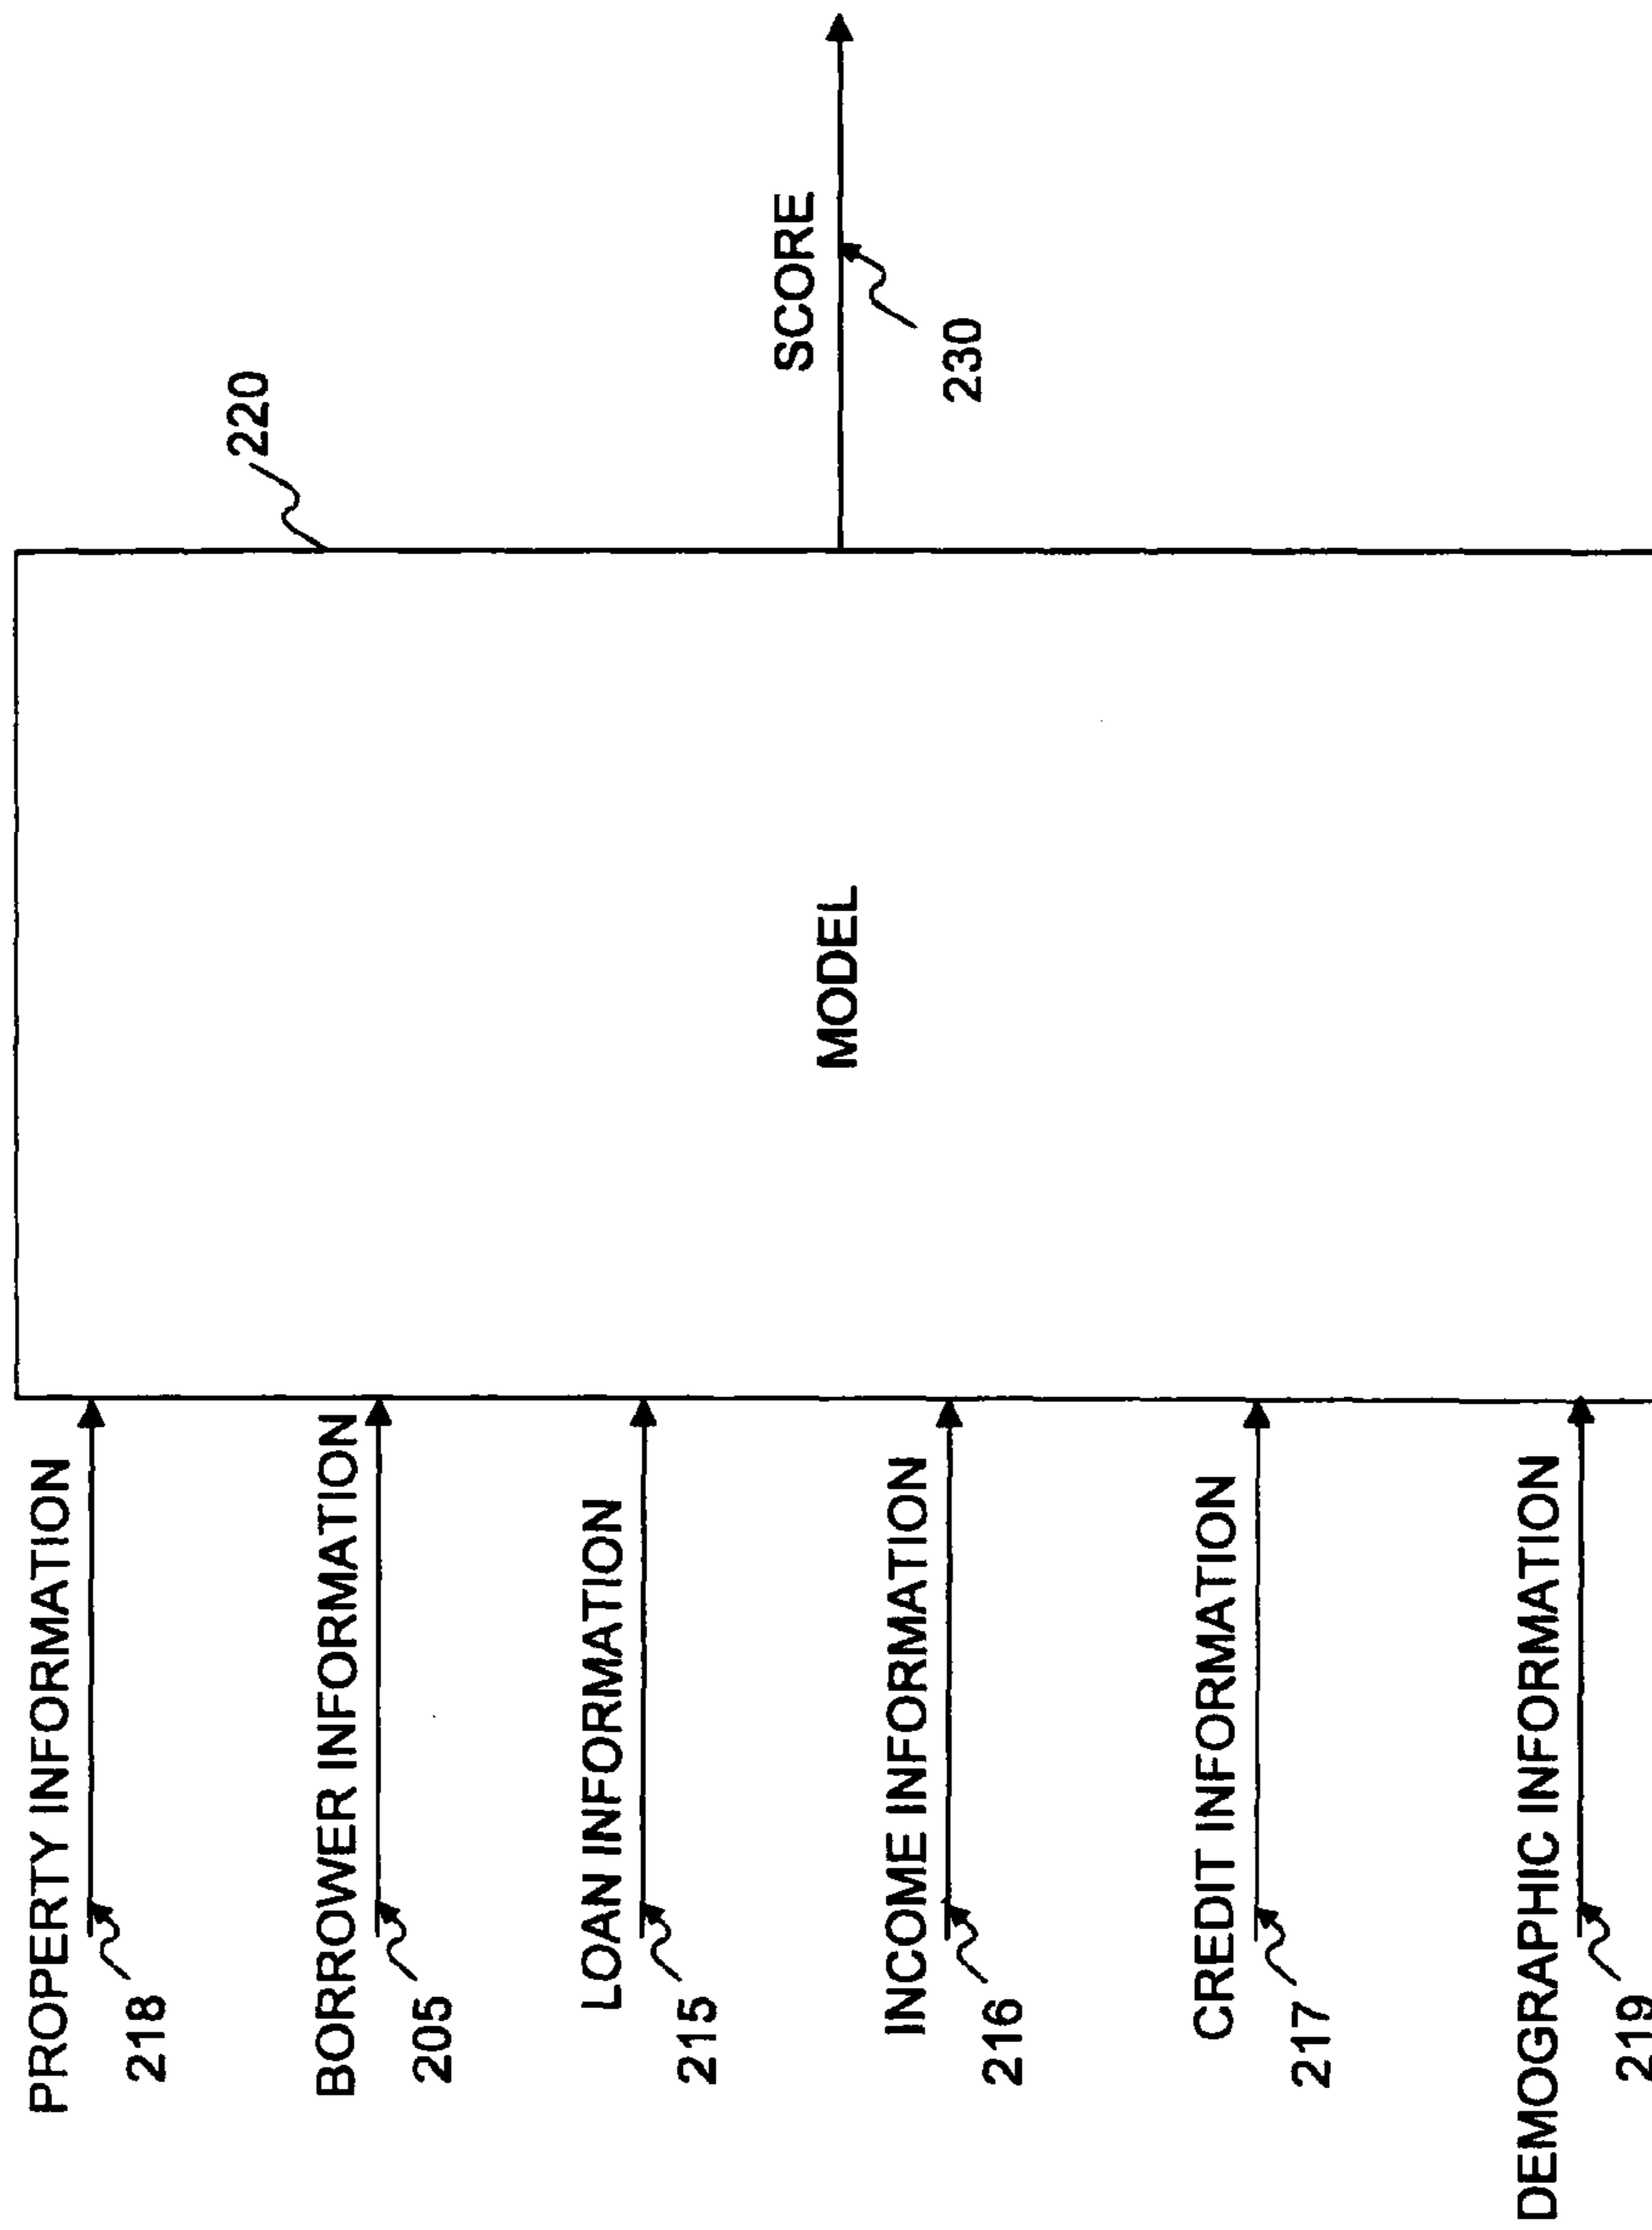 PROPERTY INFORMATION
218
BORROWER INFORMATION
205
LOAN INFORMATION
215
INCOME INFORMATION
216
CREDIT INFORMATION
217
DEMOGRAPHIC INFORMATION
219
MODEL
220
SCORE
230